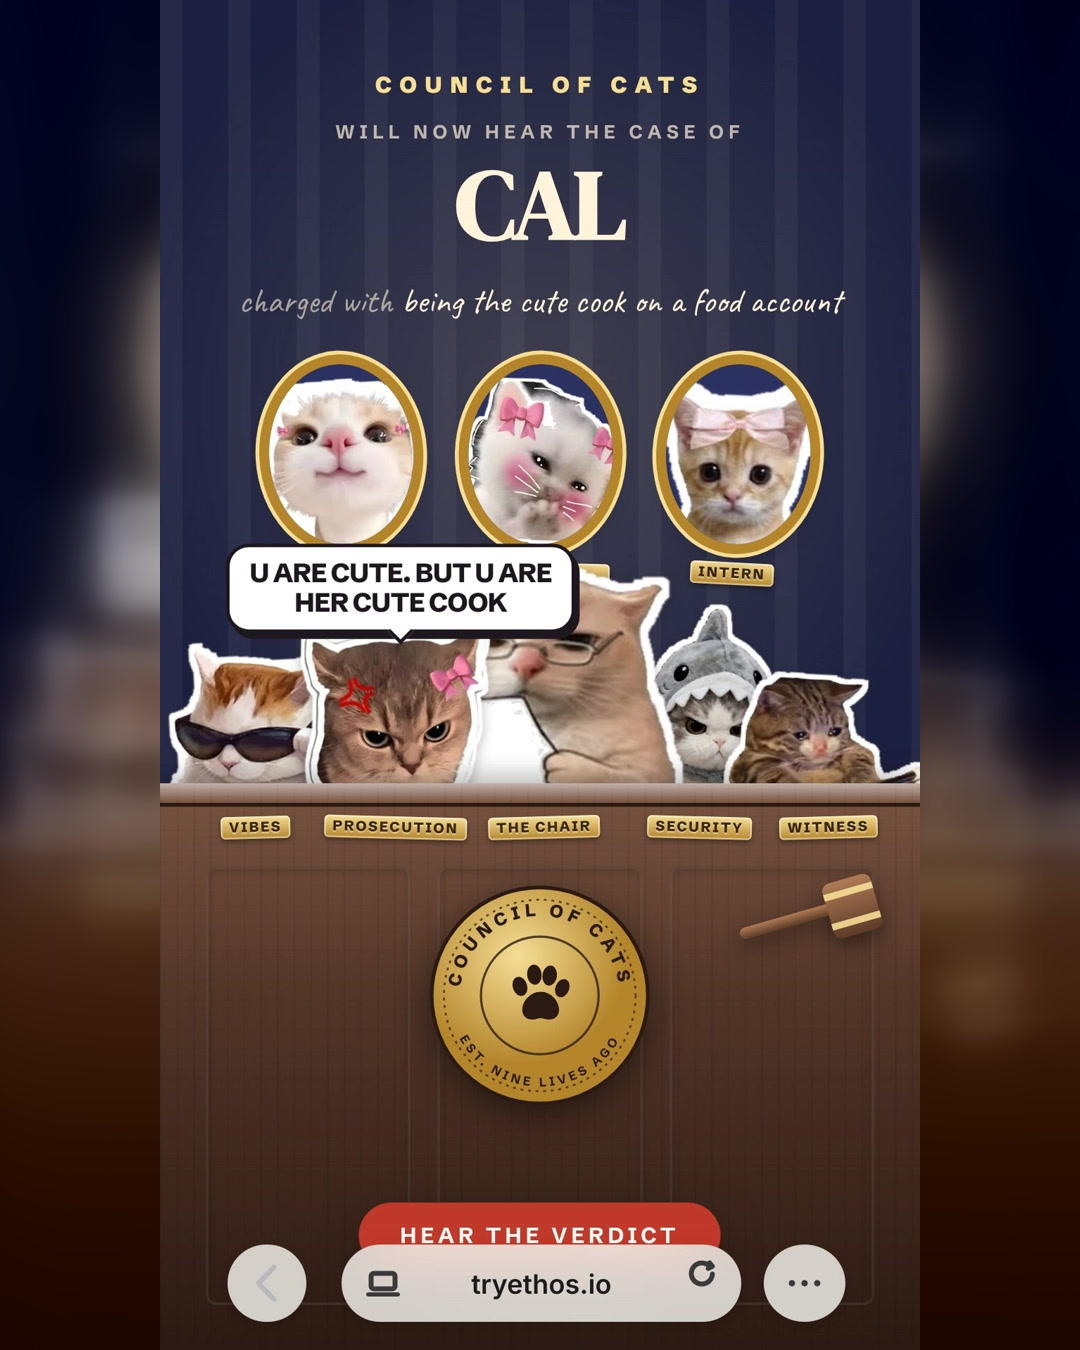 COUNCIL OF CATS
WILL NOW HEAR THE CASE OF
CAL
charged with being the cute cook on a food account
INTERN
U ARE CUTE. BUT U ARE
HER CUTE COOK
VIBES
PROSECUTION
THE CHAIR
SECURITY
WITNESS
COUNCIL OF CATS
EST. NINE LIVES AGO
HEAR THE VERDICT
tryethos.io